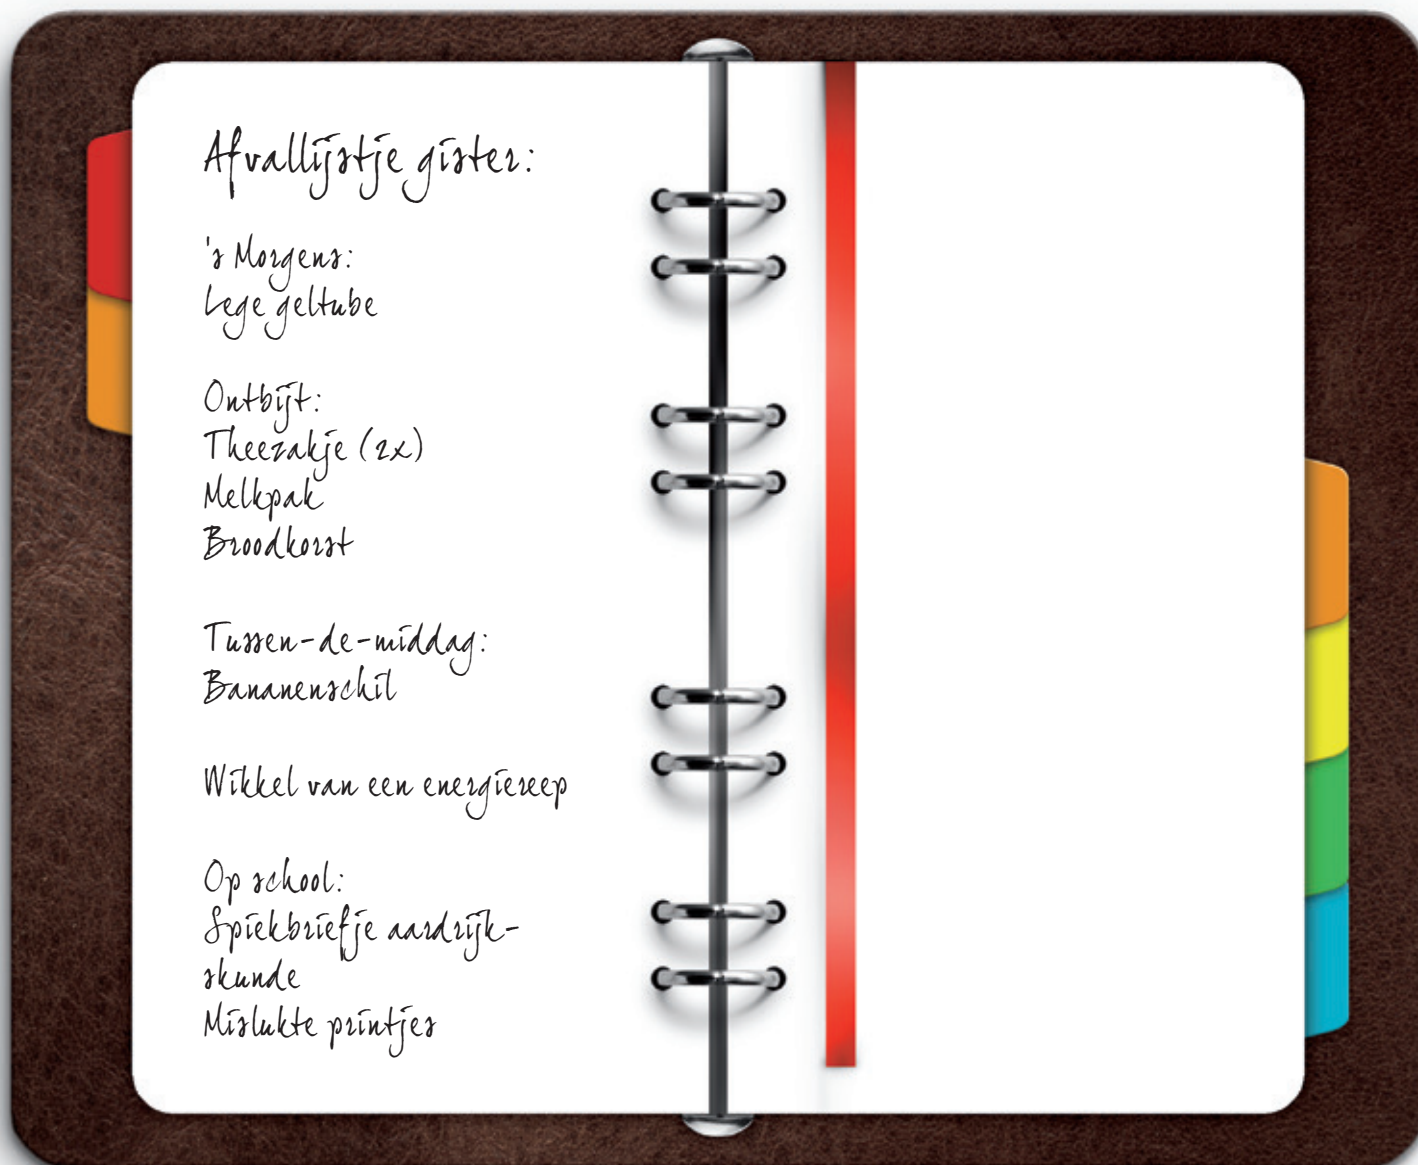 Afvallijstje gister:
's Morgens:
Lege geltube
Ontbijt:
Theezakje (2x)
Melkpak
Broodkorst
Tussen-de-middag:
Bananenschil
Wikkel van een energiereep
Op school:
Spiekbriefje aardrijk-
skunde
Mislukte printjes